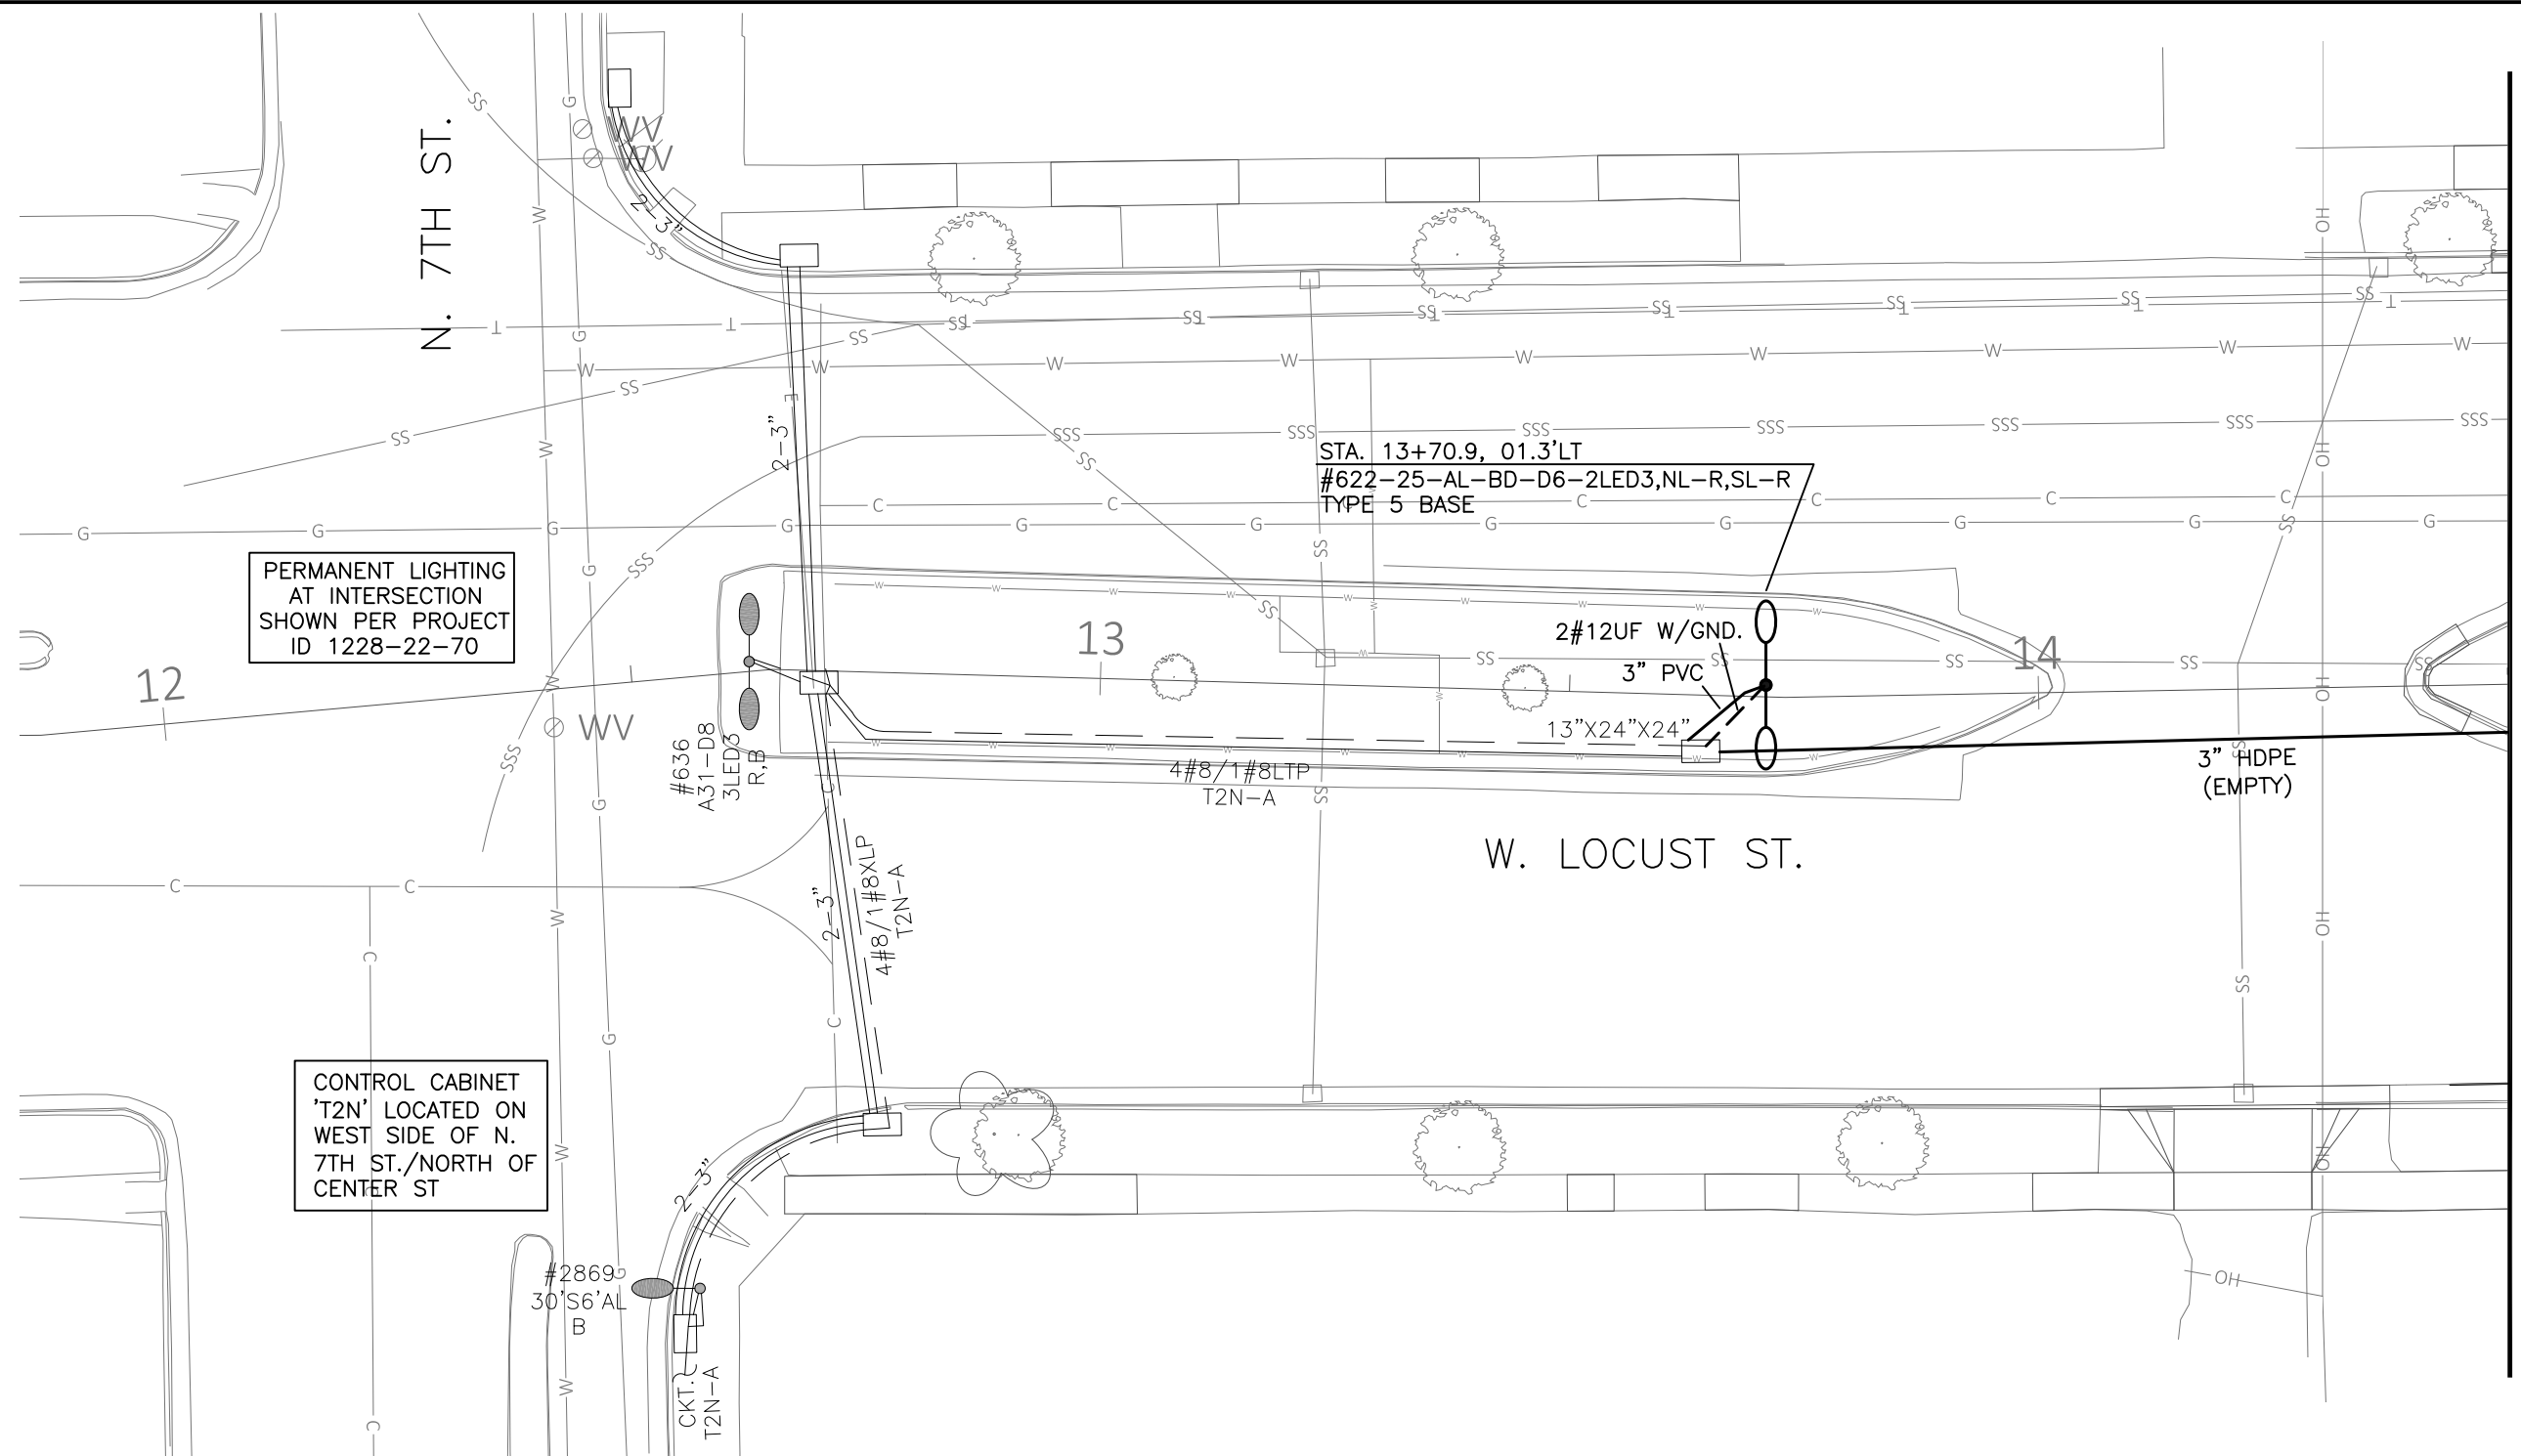 N. 7TH ST.
WV
WV
2-3"
2-3"
STA. 13+70.9, 01.3'LT
#622-25-AL-BD-D6-2LED3,NL-R,SL-R
TYPE 5 BASE
PERMANENT LIGHTING
AT INTERSECTION
SHOWN PER PROJECT
ID 1228-22-70
12
13
14
2#12UF W/GND.
3" PVC
13"X24"X24"
WV
#636
A31-D8
3LED3
R,B
4#8/1#8LTP
T2N-A
3" HDPE
(EMPTY)
W. LOCUST ST.
2-3"
4#8/1#8XLP
T2N-A
CONTROL CABINET
'T2N' LOCATED ON
WEST SIDE OF N.
7TH ST./NORTH OF
CENTER ST
2-3"
#2869
30'S6'AL
B
CKT.
T2N-A
SS
SSS
W
G
C
T
E
OH